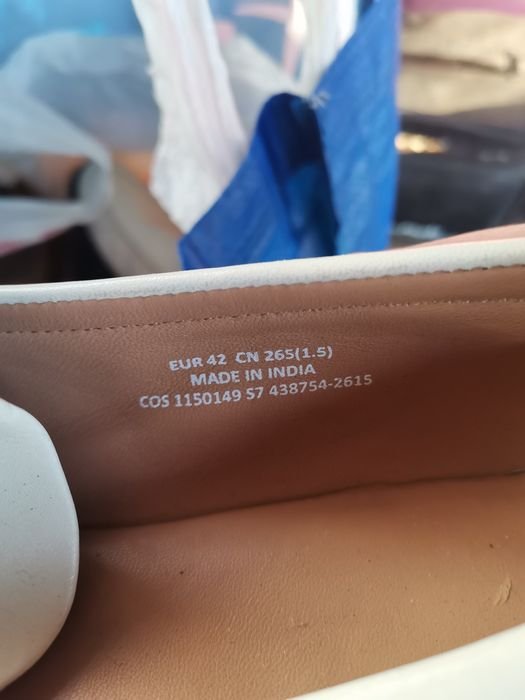 EUR 42 CN 265(1.5)
MADE IN INDIA
COS 1150149 S7 438754-2615